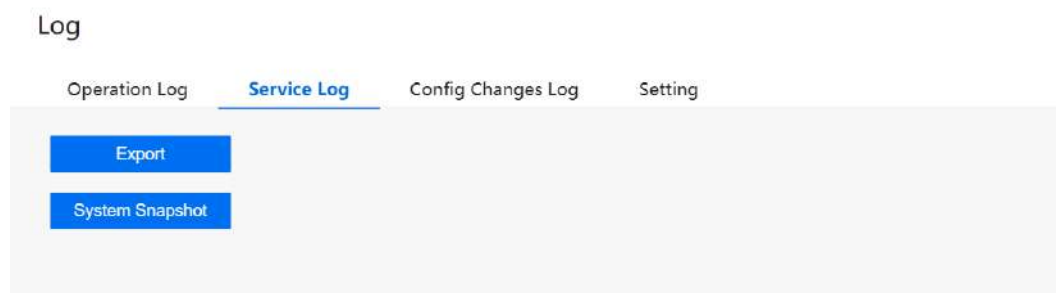 Log
Operation Log Service Log Config Changes Log Setting
Export
System Snapshot